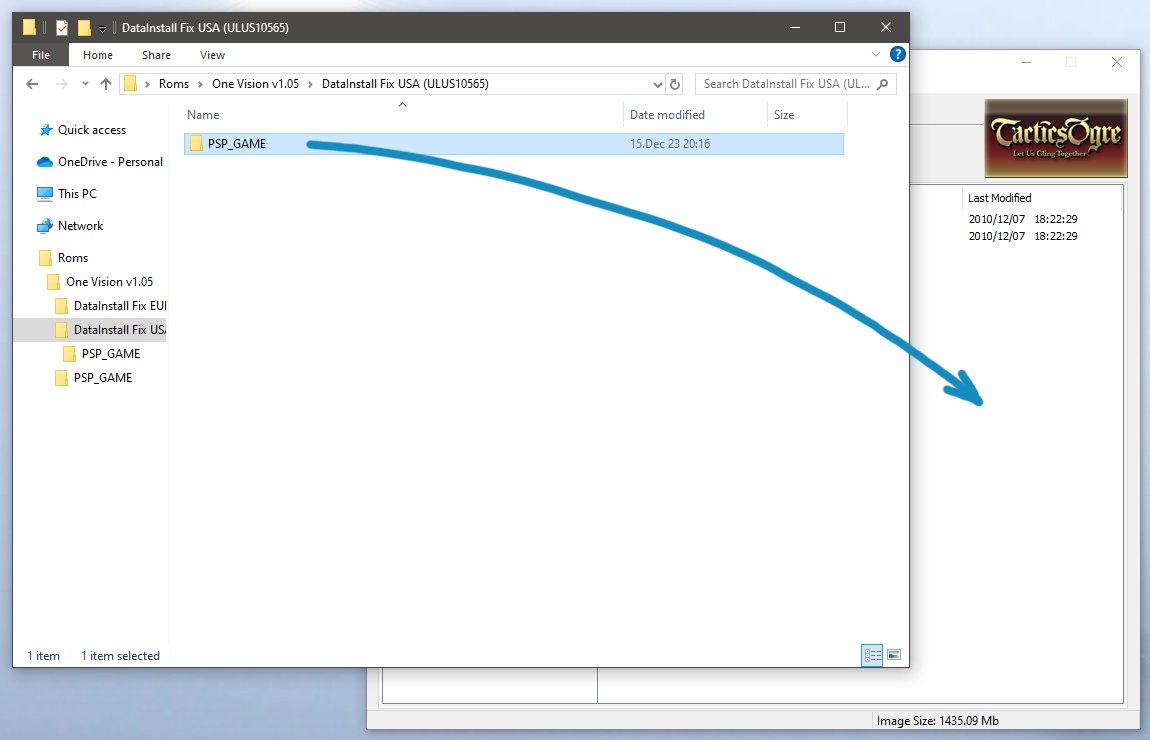 DataInstall Fix USA (ULUS10565)
File Home Share View
Roms One Vision v1.05 DataInstall Fix USA (ULUS10565) Search DataInstall Fix USA (UL...
Name Date modified Size
PSP_GAME 15.Dec 23 20:16
Quick access
OneDrive - Personal
This PC
Network
Roms
One Vision v1.05
DataInstall Fix EU
DataInstall Fix USA
PSP_GAME
PSP_GAME
1 item 1 item selected
TacticsOgre
Let Us Cling Together
Last Modified
2010/12/07 18:22:29
2010/12/07 18:22:29
Image Size: 1435.09 Mb